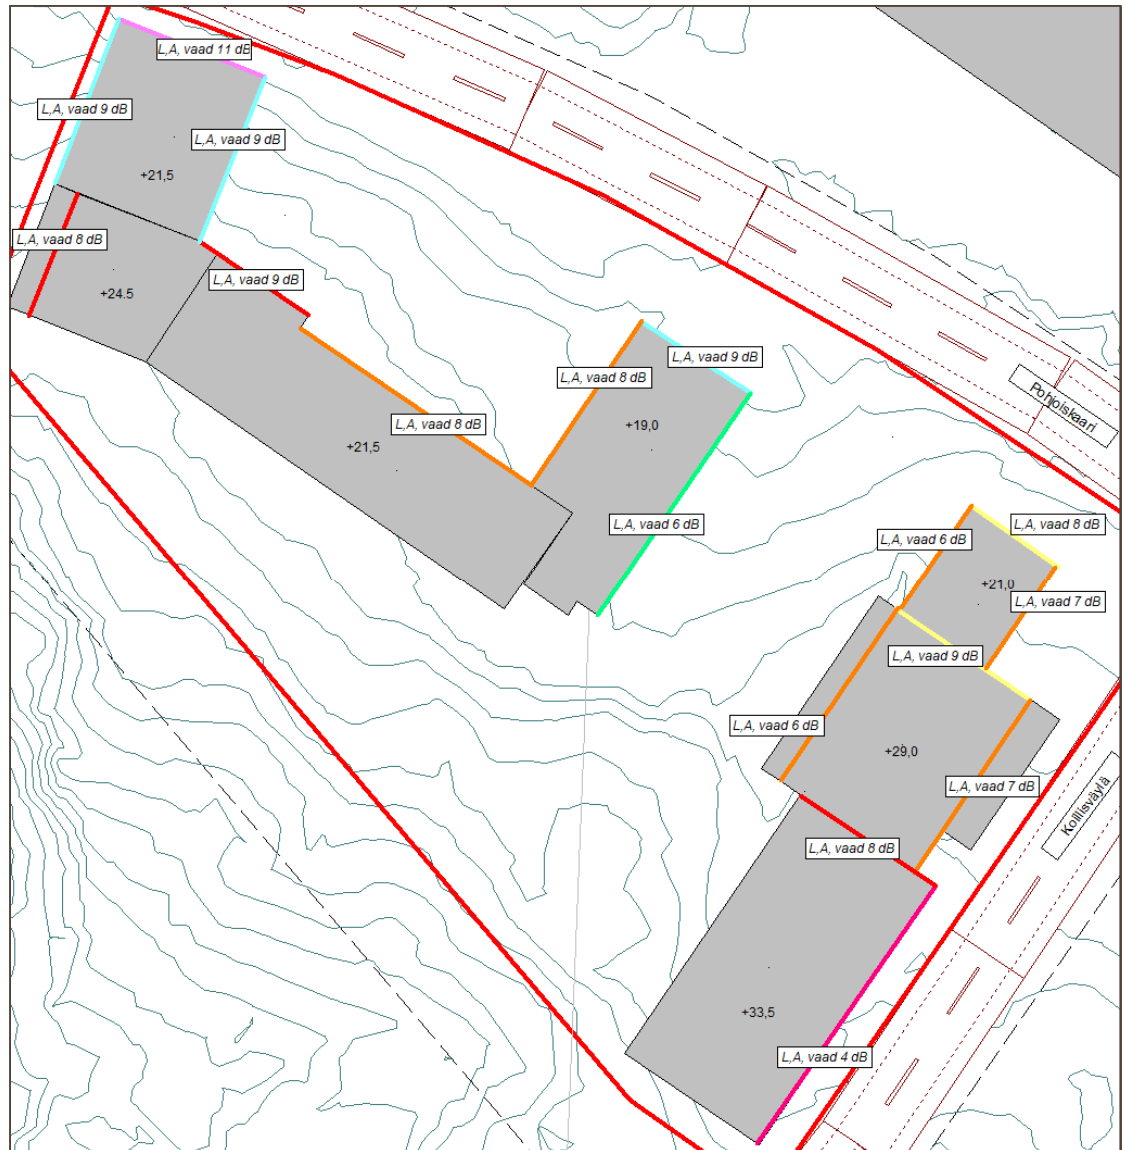 L,A, vaad 11 dB
L,A, vaad 9 dB
L,A, vaad 9 dB
+21,5
L,A, vaad 8 dB
L,A, vaad 9 dB
+24.5
L,A, vaad 9 dB
L,A, vaad 8 dB
Pohjoiskaari
L,A, vaad 8 dB
+19,0
+21,5
L,A, vaad 6 dB
L,A, vaad 8 dB
L,A, vaad 6 dB
+21,0
L,A, vaad 7 dB
L,A, vaad 9 dB
L,A, vaad 6 dB
+29,0
L,A, vaad 7 dB
Koillisväylä
L,A, vaad 8 dB
+33,5
L,A, vaad 4 dB